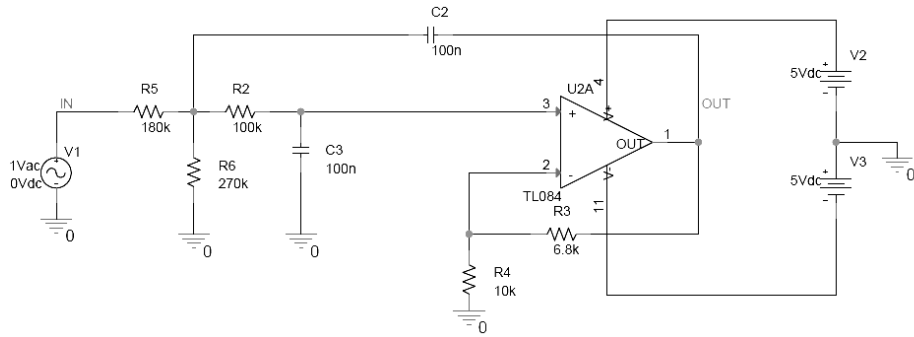 C2
100n
V2
5Vdc
+
-
U2A
4
V+
R5
R2
IN
180k
100k
3
+
OUT
OUT
1
V1
1Vac
0Vdc
+
-
R6
270k
C3
100n
2
-
TL084
V-
11
V3
5Vdc
+
-
0
R3
6.8k
0
0
0
R4
10k
0